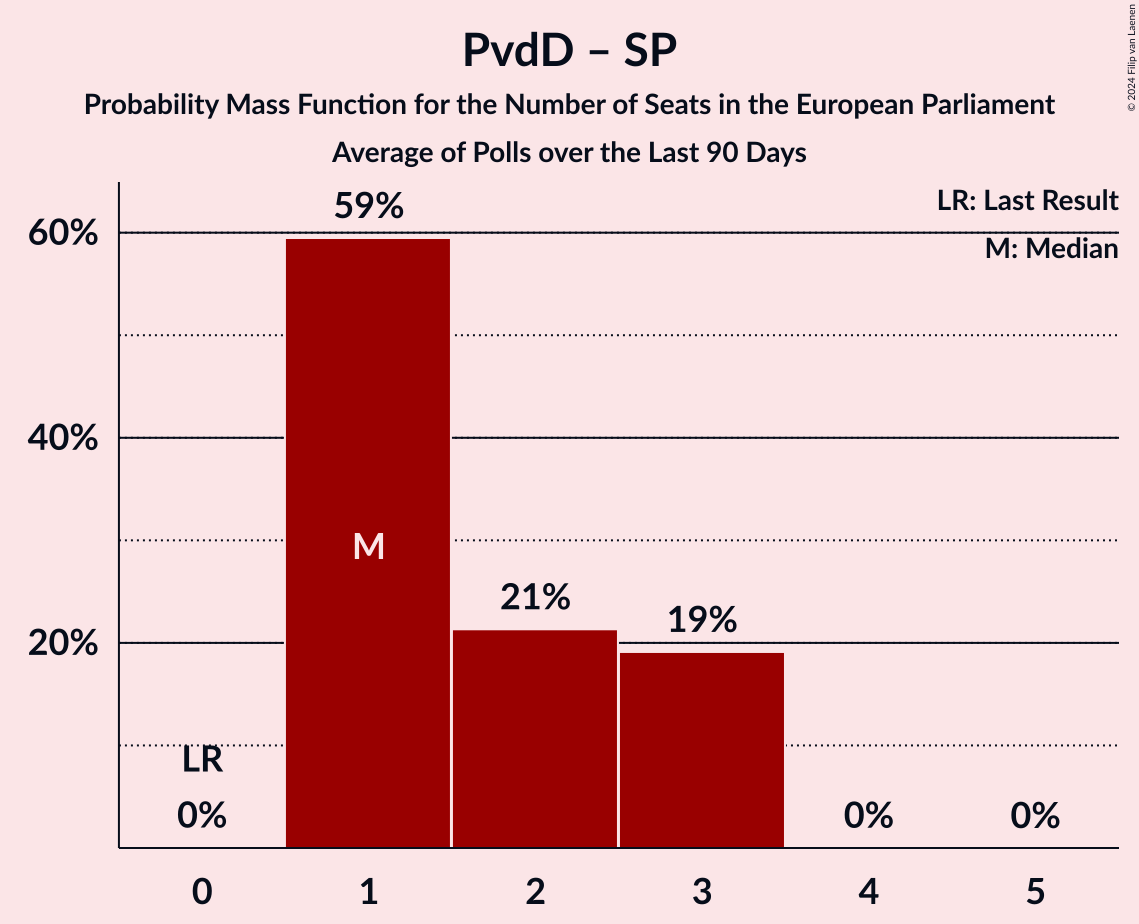 PvdD – SP
Probability Mass Function for the Number of Seats in the European Parliament
Average of Polls over the Last 90 Days
© 2024 Filip van Laenen
LR: Last Result
M: Median
60%
40%
20%
59%
M
21%
19%
LR
0%
0%
0%
0
1
2
3
4
5